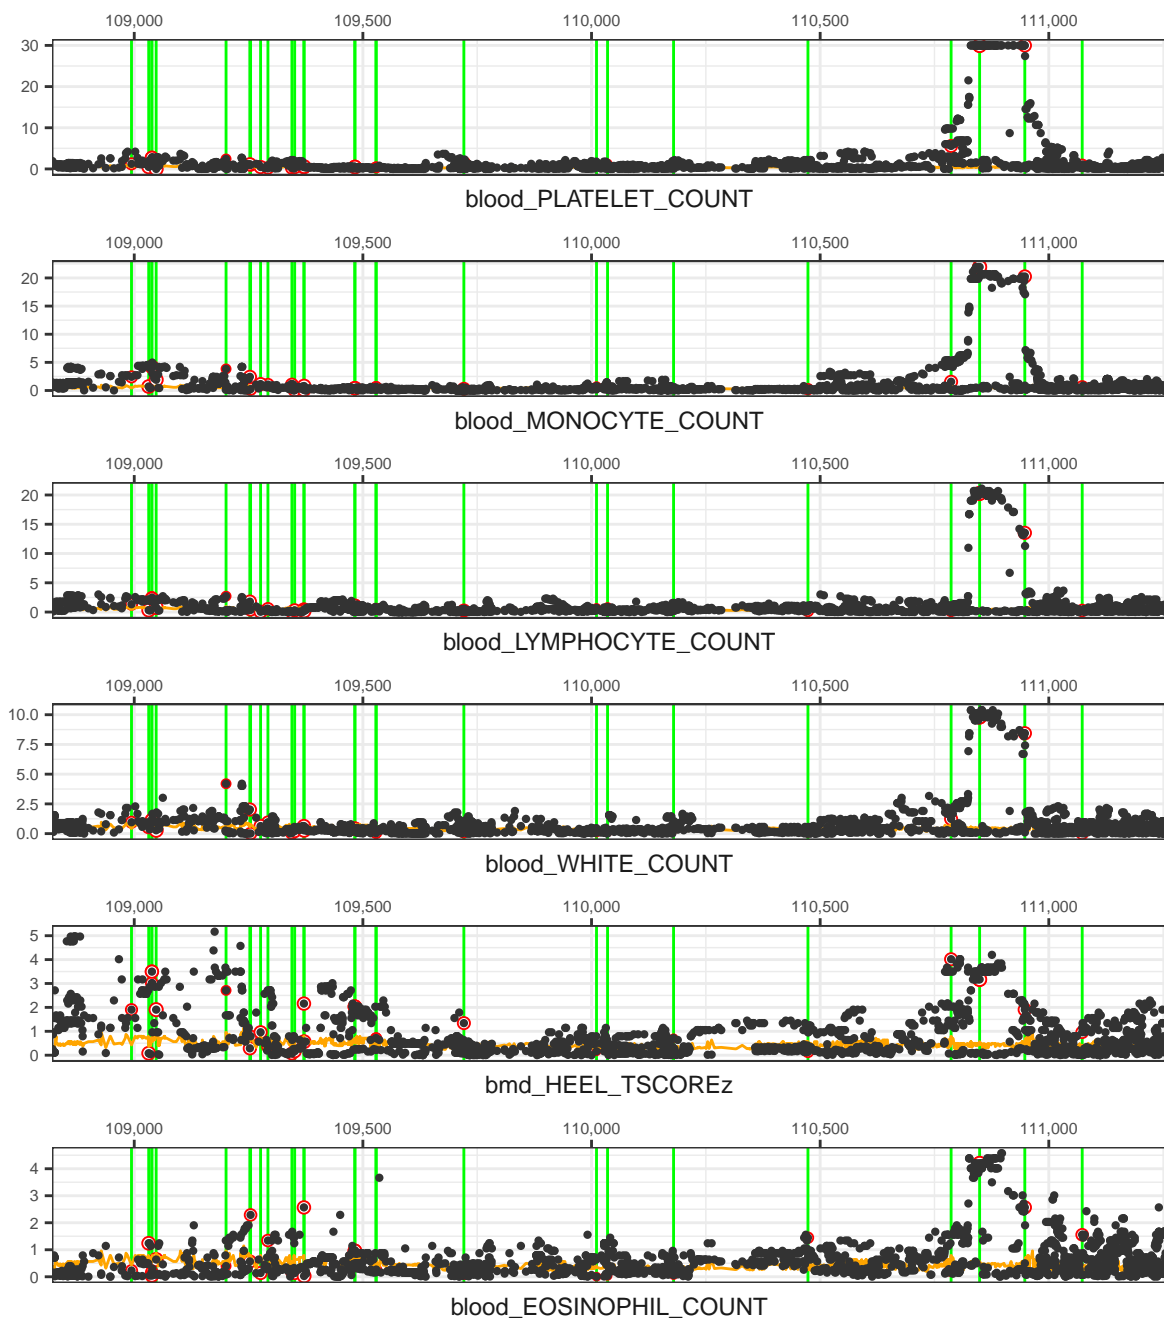 109,000 109,500 110,000 110,500 111,000
30
20
10
0
blood_PLATELET_COUNT
109,000 109,500 110,000 110,500 111,000
20
15
10
5
0
blood_MONOCYTE_COUNT
109,000 109,500 110,000 110,500 111,000
20
15
10
5
0
blood_LYMPHOCYTE_COUNT
109,000 109,500 110,000 110,500 111,000
10.0
7.5
5.0
2.5
0.0
blood_WHITE_COUNT
109,000 109,500 110,000 110,500 111,000
5
4
3
2
1
0
bmd_HEEL_TSCOREz
109,000 109,500 110,000 110,500 111,000
4
3
2
1
0
blood_EOSINOPHIL_COUNT